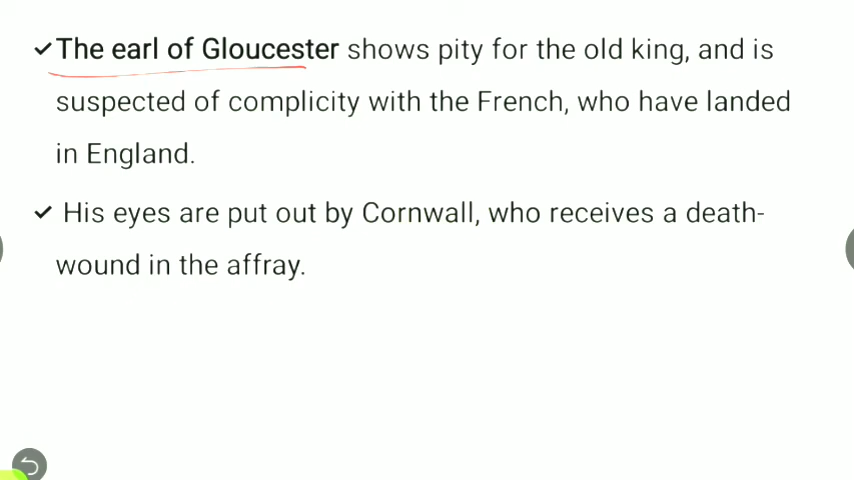 ✓The earl of Gloucester shows pity for the old king, and is
suspected of complicity with the French, who have landed
in England.
✓ His eyes are put out by Cornwall, who receives a death-
wound in the affray.